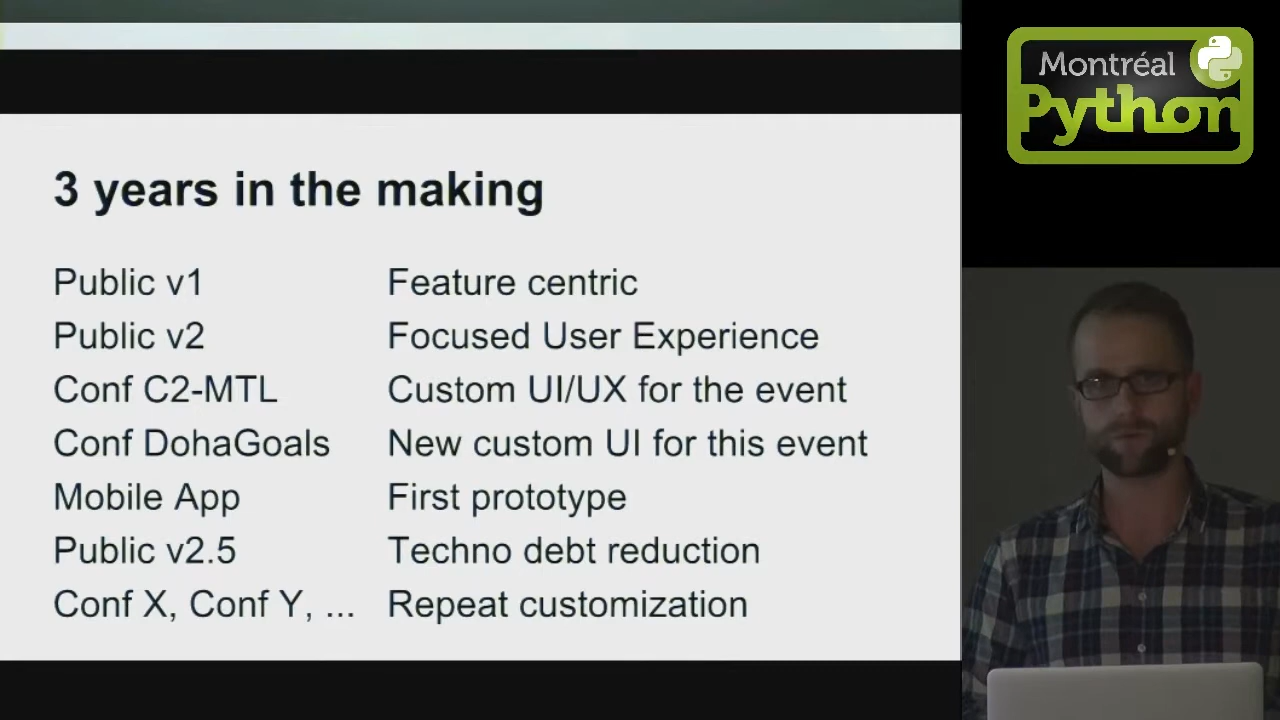 3 years in the making
Public v1 Feature centric
Public v2 Focused User Experience
Conf C2-MTL Custom UI/UX for the event
Conf DohaGoals New custom UI for this event
Mobile App First prototype
Public v2.5 Techno debt reduction
Conf X, Conf Y, ... Repeat customization
Montréal
Python